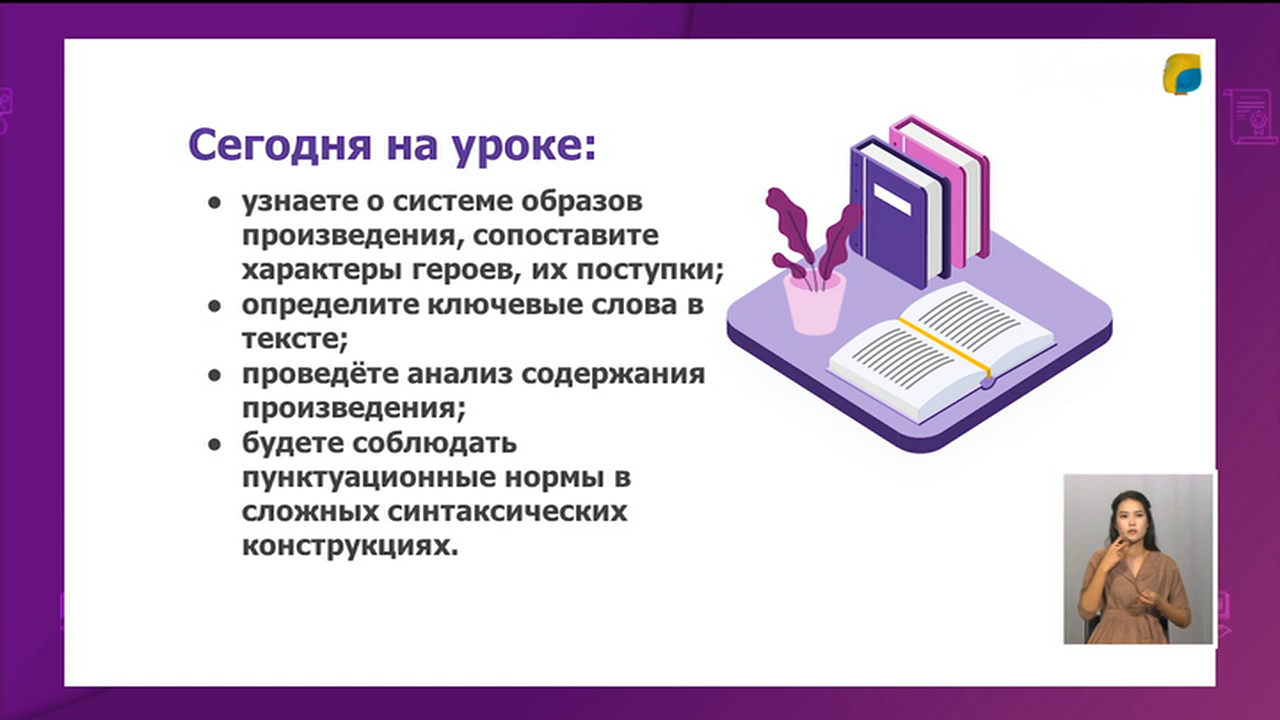 Сегодня на уроке:
● узнаете о системе образов
произведения, сопоставите
характеры героев, их поступки;
● определите ключевые слова в
тексте;
● проведёте анализ содержания
произведения;
● будете соблюдать
пунктуационные нормы в
сложных синтаксических
конструкциях.